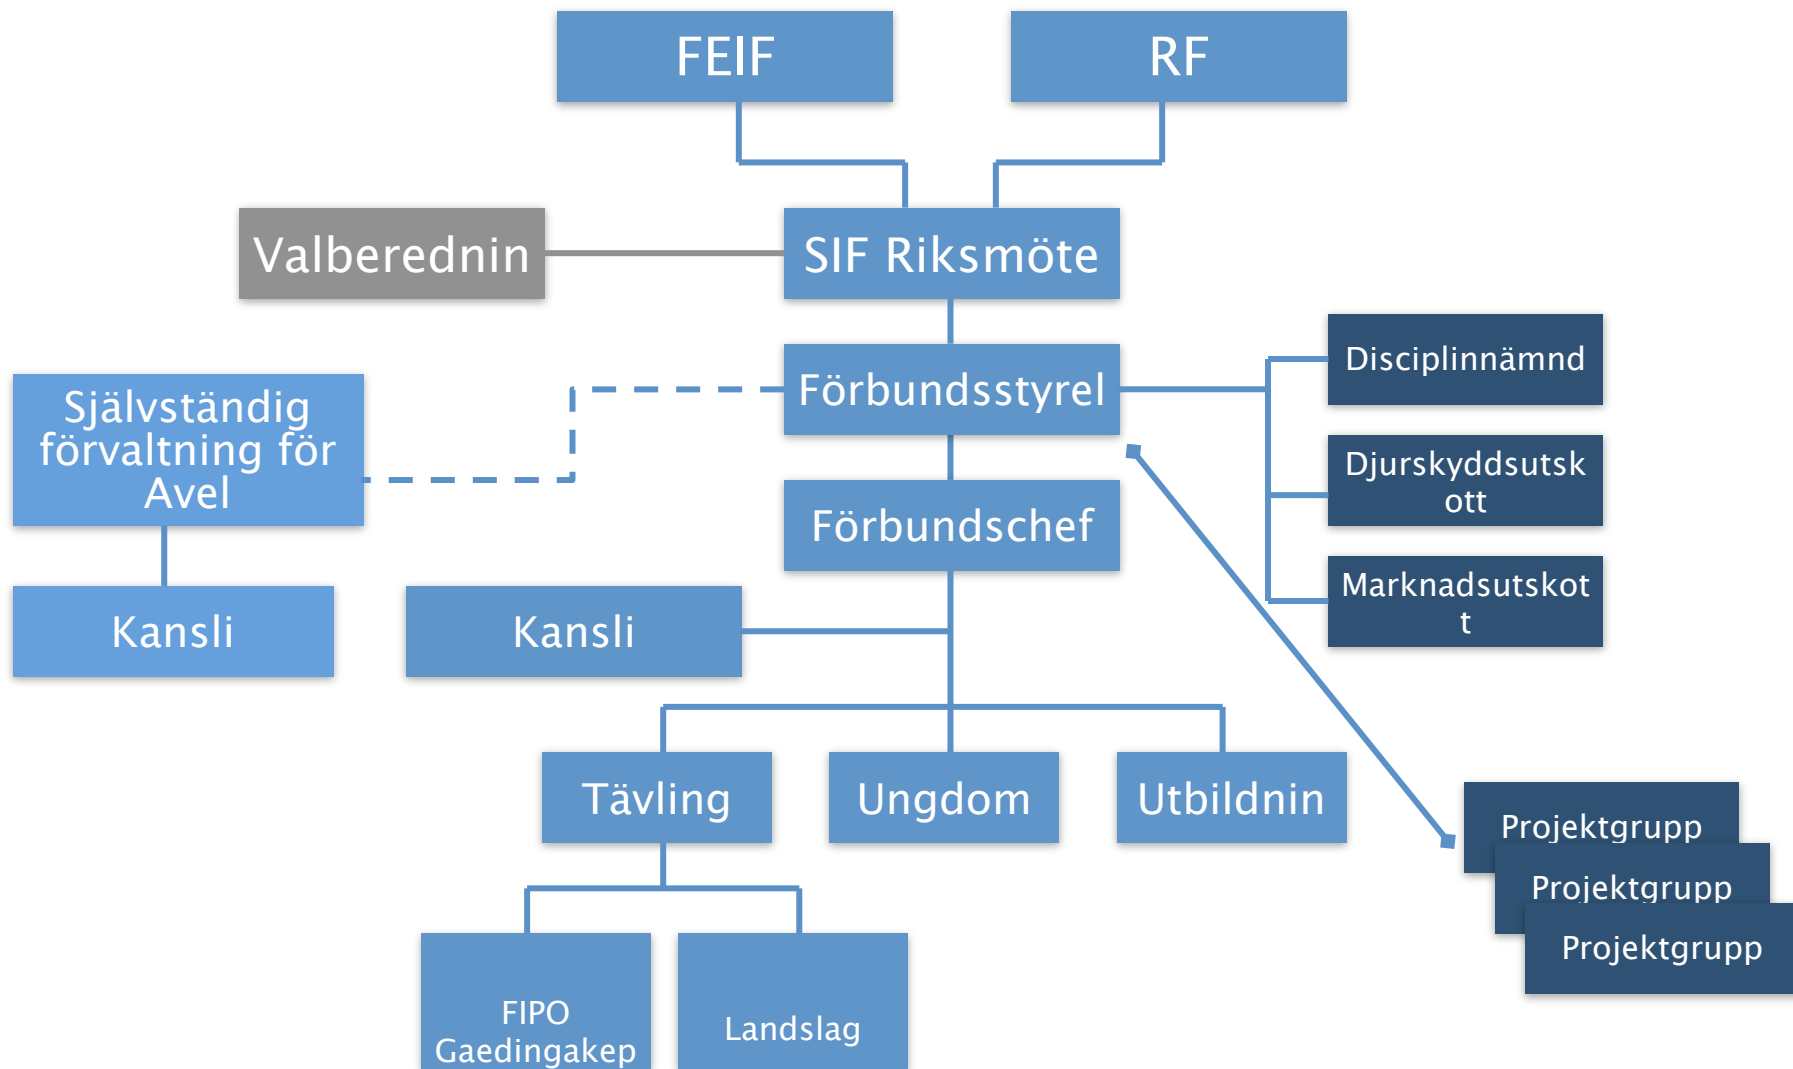 FEIF
RF
Valberednin
SIF Riksmöte
Förbundsstyrel
Disciplinnämnd
Självständig
förvaltning för
Avel
Djurskyddsutsk
ott
Förbundschef
Marknadsutskot
t
Kansli
Kansli
Tävling
Ungdom
Utbildnin
Projektgrupp
Projektgrupp
Projektgrupp
FIPO
Gaedingakep
Landslag